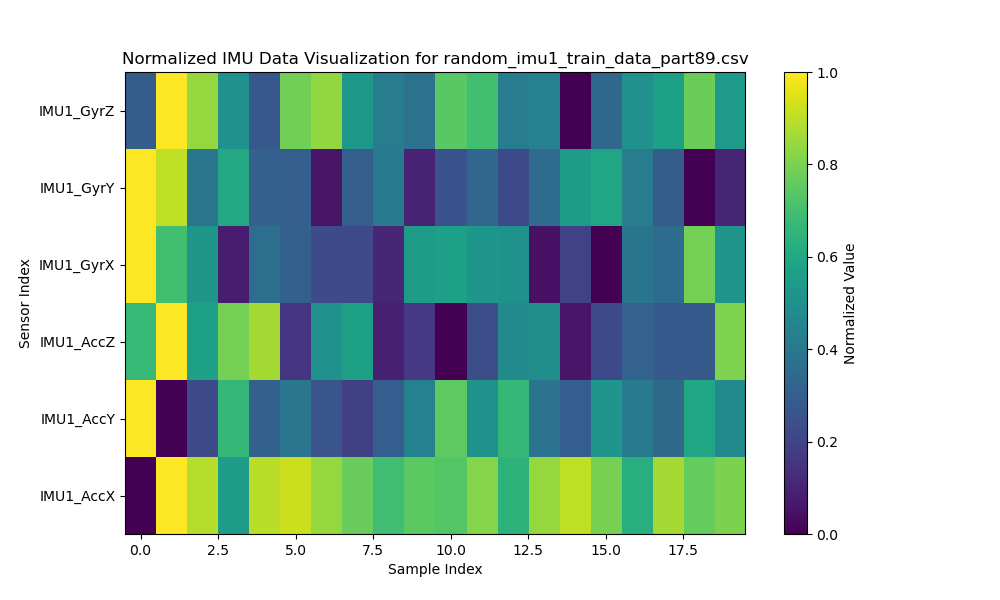 Normalized IMU Data Visualization for random_imu1_train_data_part89.csv
IMU1_GyrZ
IMU1_GyrY
IMU1_GyrX
IMU1_AccZ
IMU1_AccY
IMU1_AccX
Sensor Index
0.0 2.5 5.0 7.5 10.0 12.5 15.0 17.5
Sample Index
1.0
0.8
0.6
0.4
0.2
0.0
Normalized Value